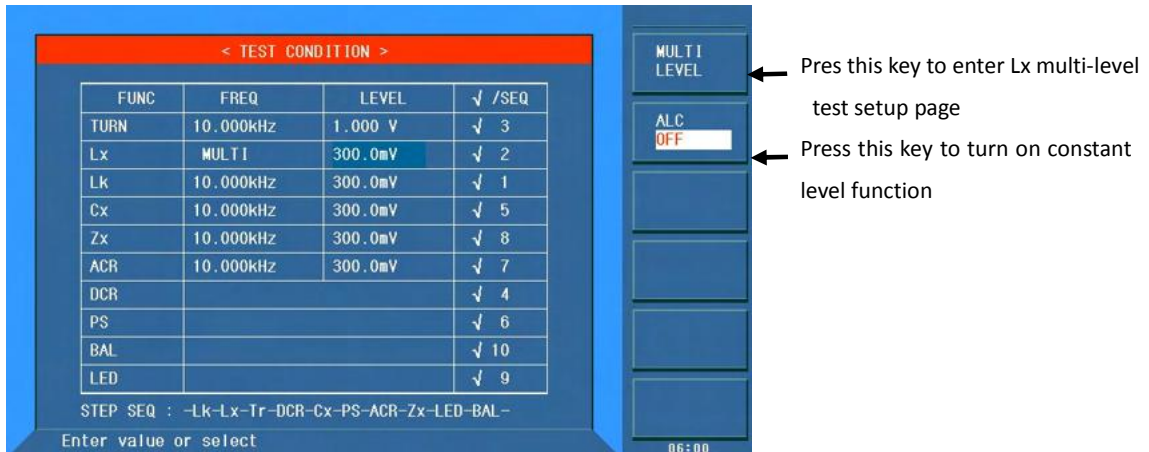 < TEST CONDITION >
FUNC FREQ LEVEL √ /SEQ
TURN 10.000kHz 1.000 V √ 3
Lx MULTI 300.0mV √ 2
Lk 10.000kHz 300.0mV √ 1
Cx 10.000kHz 300.0mV √ 5
Zx 10.000kHz 300.0mV √ 8
ACR 10.000kHz 300.0mV √ 7
DCR √ 4
PS √ 6
BAL √ 10
LED √ 9
STEP SEQ : -Lk-Lx-Tr-DCR-Cx-PS-ACR-Zx-LED-BAL-
Enter value or select
MULTI
LEVEL
ALC
OFF
06:00
Pres this key to enter Lx multi-level
test setup page
Press this key to turn on constant
level function